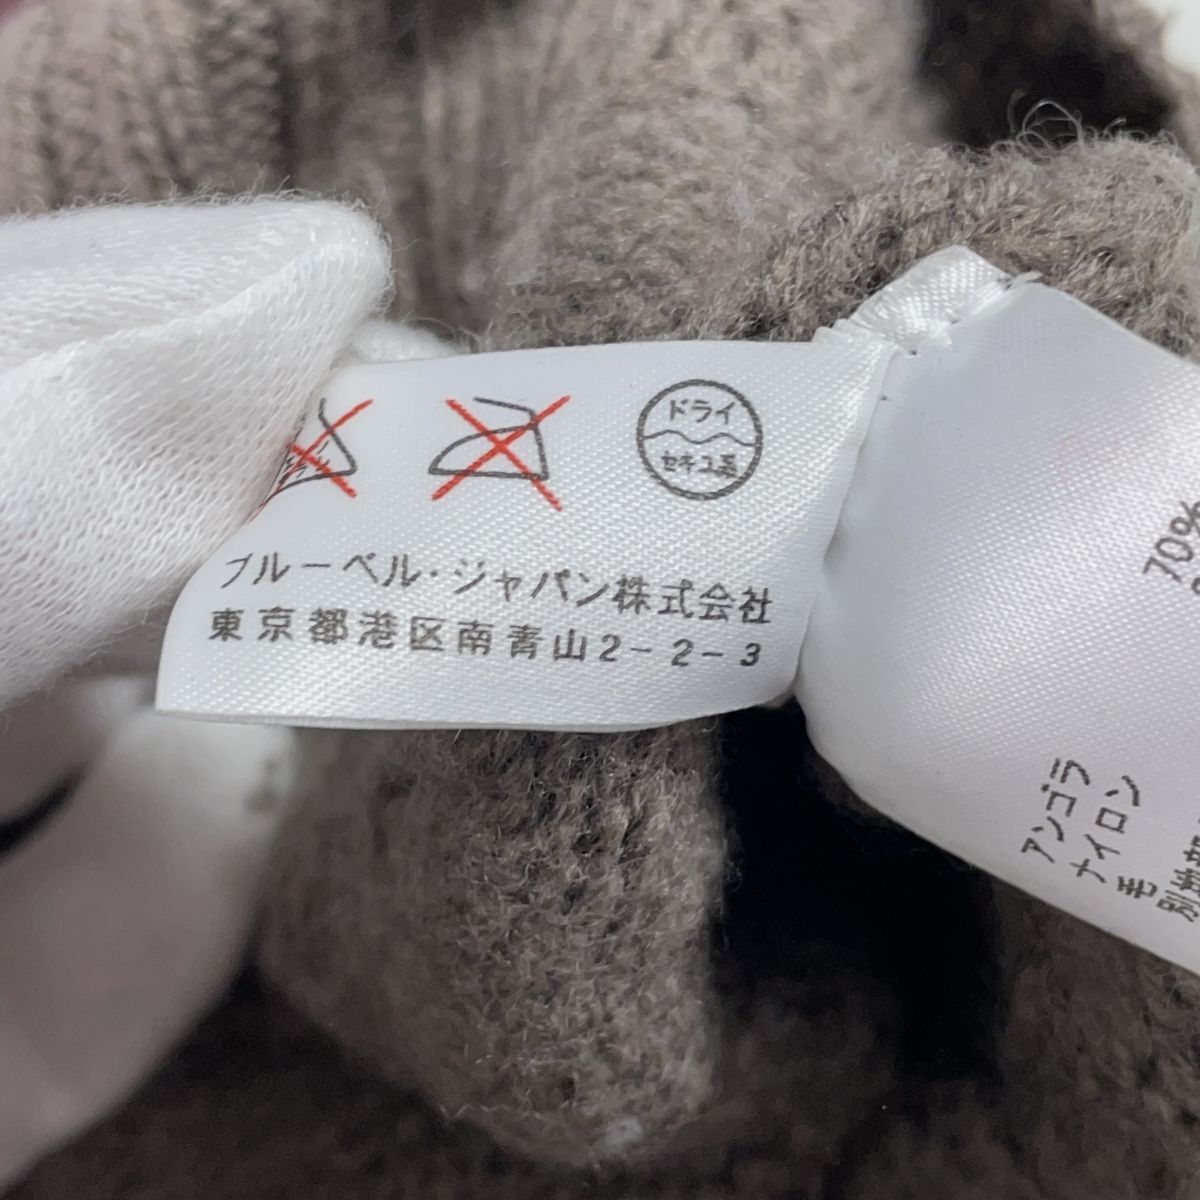 ドライ
セキユ系
ブルーベル・ジャパン株式会社
東京都港区南青山2-2-3
70%
アンゴラ
ナイロン
毛
別